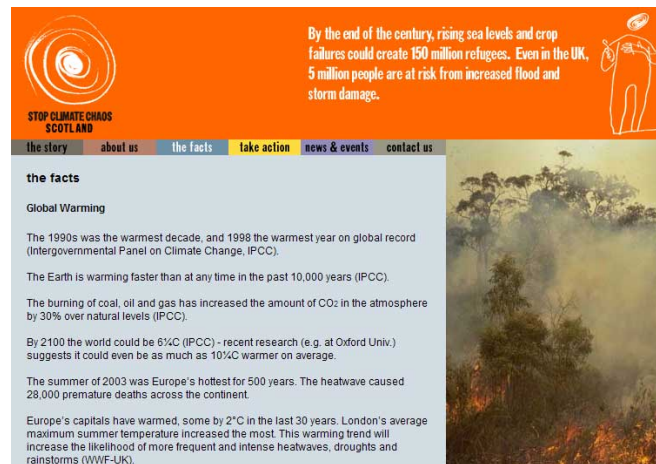 By the end of the century, rising sea levels and crop
failures could create 150 million refugees. Even in the UK,
5 million people are at risk from increased flood and
storm damage.
STOP CLIMATE CHAOS
SCOTLAND
the story about us the facts take action news & events contact us
the facts
Global Warming
The 1990s was the warmest decade, and 1998 the warmest year on global record
(Intergovernmental Panel on Climate Change, IPCC).
The Earth is warming faster than at any time in the past 10,000 years (IPCC).
The burning of coal, oil and gas has increased the amount of CO2 in the atmosphere
by 30% over natural levels (IPCC).
By 2100 the world could be 6¼C (IPCC) - recent research (e.g. at Oxford Univ.)
suggests it could even be as much as 10¼C warmer on average.
The summer of 2003 was Europe's hottest for 500 years. The heatwave caused
28,000 premature deaths across the continent.
Europe's capitals have warmed, some by 2°C in the last 30 years. London's average
maximum summer temperature increased the most. This warming trend will
increase the likelihood of more frequent and intense heatwaves, droughts and
rainstorms (WWF-UK).